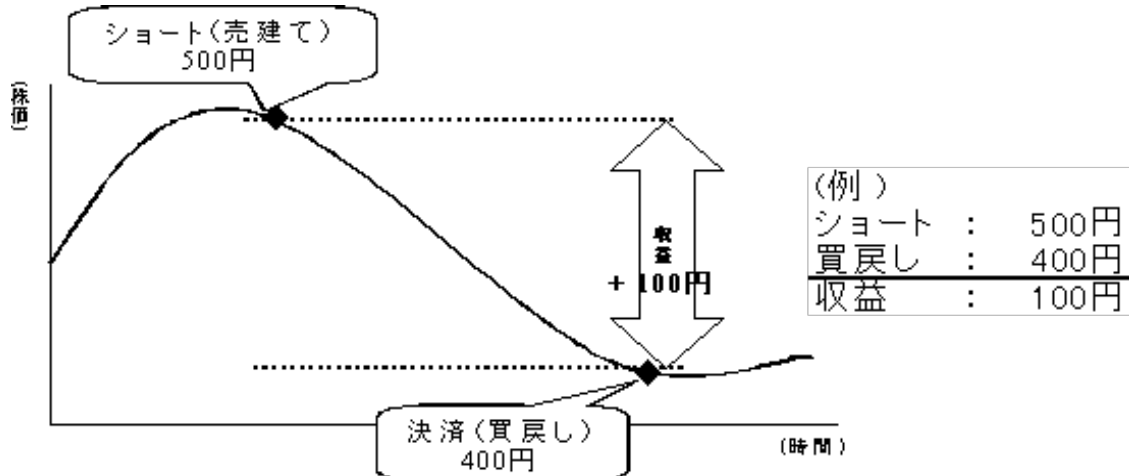 ショート(売建て)
500円
(株価)
収益
+ 100円
(例)
ショート : 500円
買戻し : 400円
収益 : 100円
決済(買戻し)
400円
(時間)